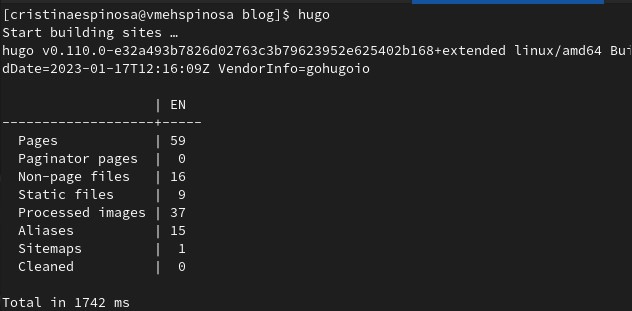 [cristinaespinosa@vmehspinosa blog]$ hugo
Start building sites …
hugo v0.110.0-e32a493b7826d02763c3b79623952e625402b168+extended linux/amd64 Buil
dDate=2023-01-17T12:16:09Z VendorInfo=gohugoio
                   | EN
-------------------+-----
  Pages            | 59
  Paginator pages  |  0
  Non-page files   | 16
  Static files     |  9
  Processed images | 37
  Aliases          | 15
  Sitemaps         |  1
  Cleaned          |  0
Total in 1742 ms